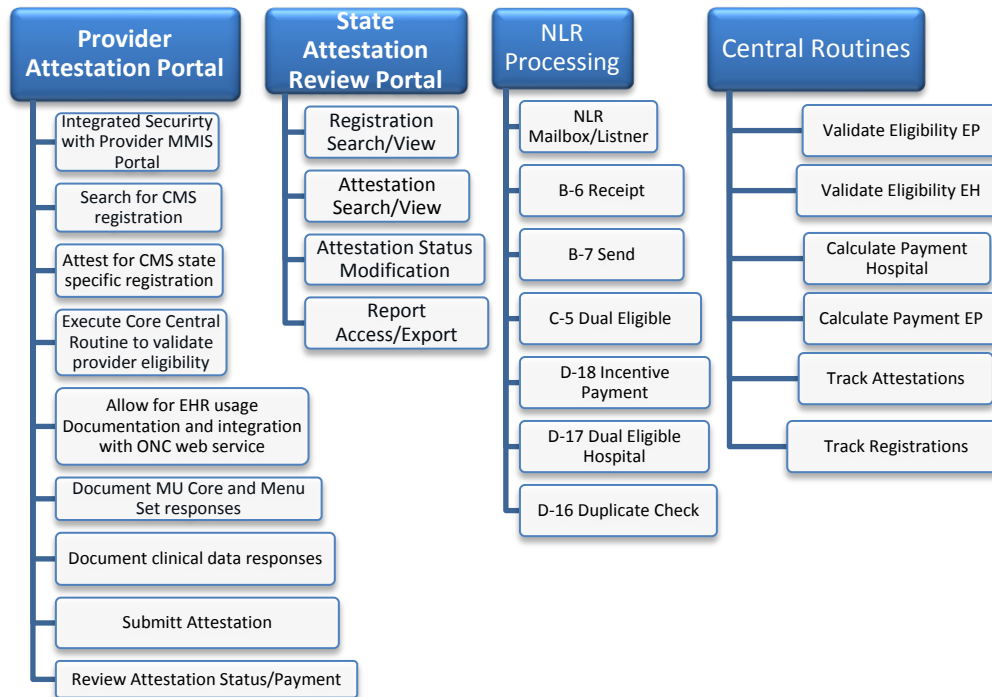 Provider
Attestation Portal
Integrated Securirty
with Provider MMIS
Portal
Search for CMS
registration
Attest for CMS state
specific registration
Execute Core Central
Routine to validate
provider eligibility
Allow for EHR usage
Documentation and integration
with ONC web service
Document MU Core and Menu
Set responses
Document clinical data responses
Submitt Attestation
Review Attestation Status/Payment
State
Attestation
Review Portal
Registration
Search/View
Attestation
Search/View
Attestation Status
Modification
Report
Access/Export
NLR
Processing
NLR
Mailbox/Listner
B-6 Receipt
B-7 Send
C-5 Dual Eligible
D-18 Incentive
Payment
D-17 Dual Eligible
Hospital
D-16 Duplicate Check
Central Routines
Validate Eligibility EP
Validate Eligibility EH
Calculate Payment
Hospital
Calculate Payment EP
Track Attestations
Track Registrations